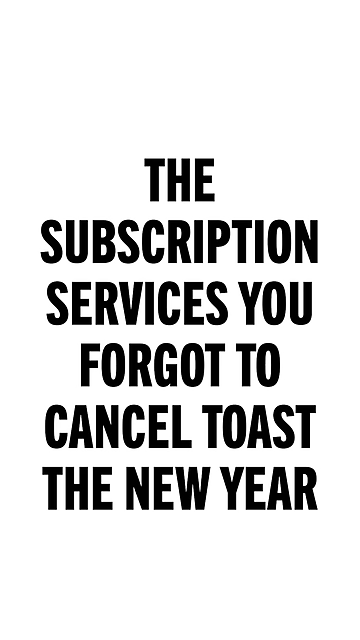 THE
SUBSCRIPTION
SERVICES YOU
FORGOT TO
CANCEL TOAST
THE NEW YEAR